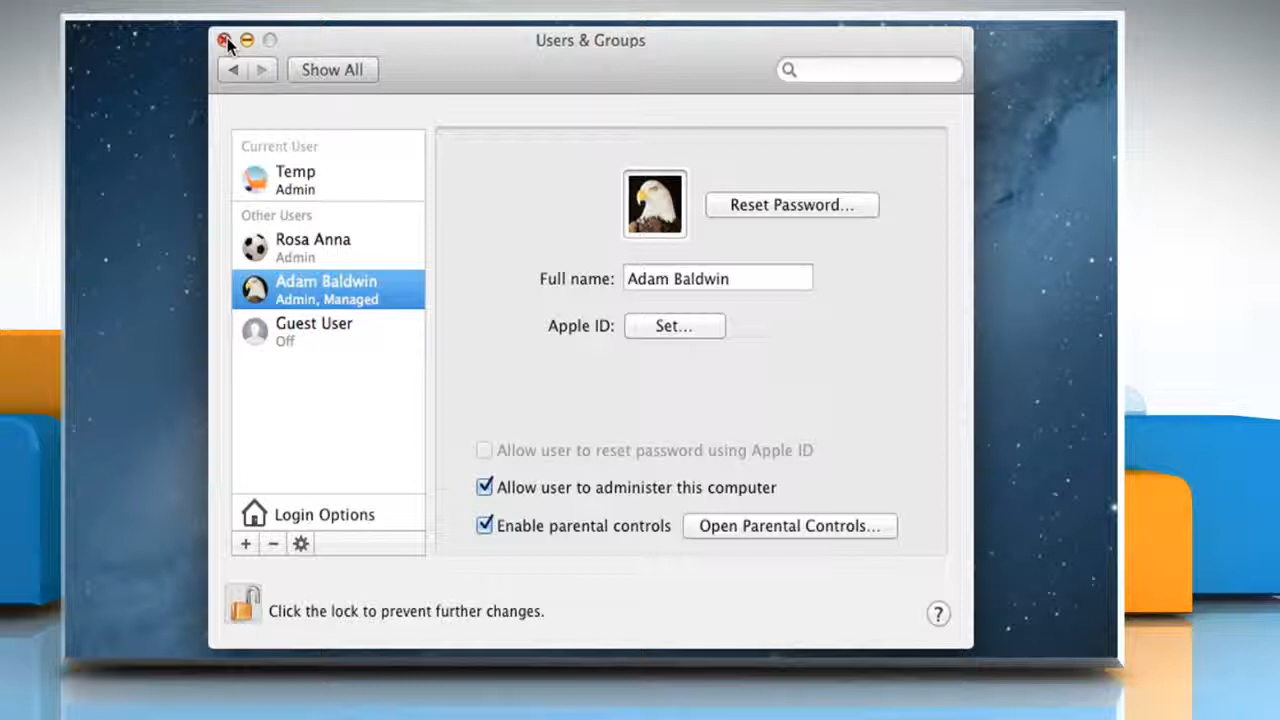 Users & Groups
Show All
Current User
Temp
Admin
Other Users
Rosa Anna
Admin
Adam Baldwin
Admin, Managed
Guest User
Off
Login Options
Reset Password...
Full name: Adam Baldwin
Apple ID: Set...
Allow user to reset password using Apple ID
Allow user to administer this computer
Enable parental controls Open Parental Controls...
Click the lock to prevent further changes.
?